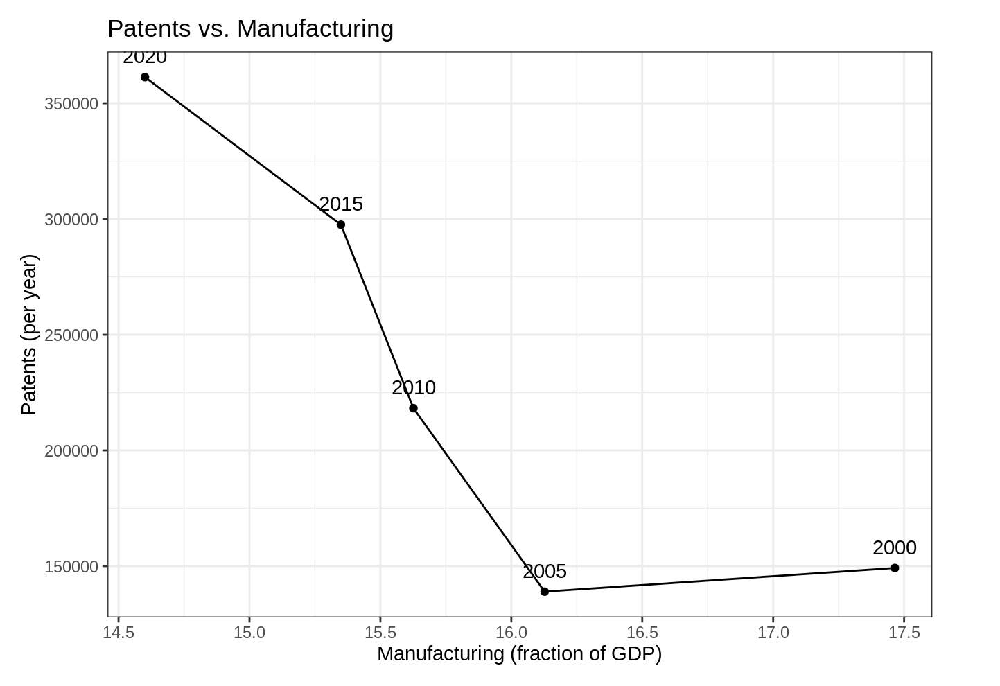 Patents vs. Manufacturing
2020
350000
2015
300000
Patents (per year)
250000
2010
200000
2000
150000
2005
14.5 15.0 15.5 16.0 16.5 17.0 17.5
Manufacturing (fraction of GDP)